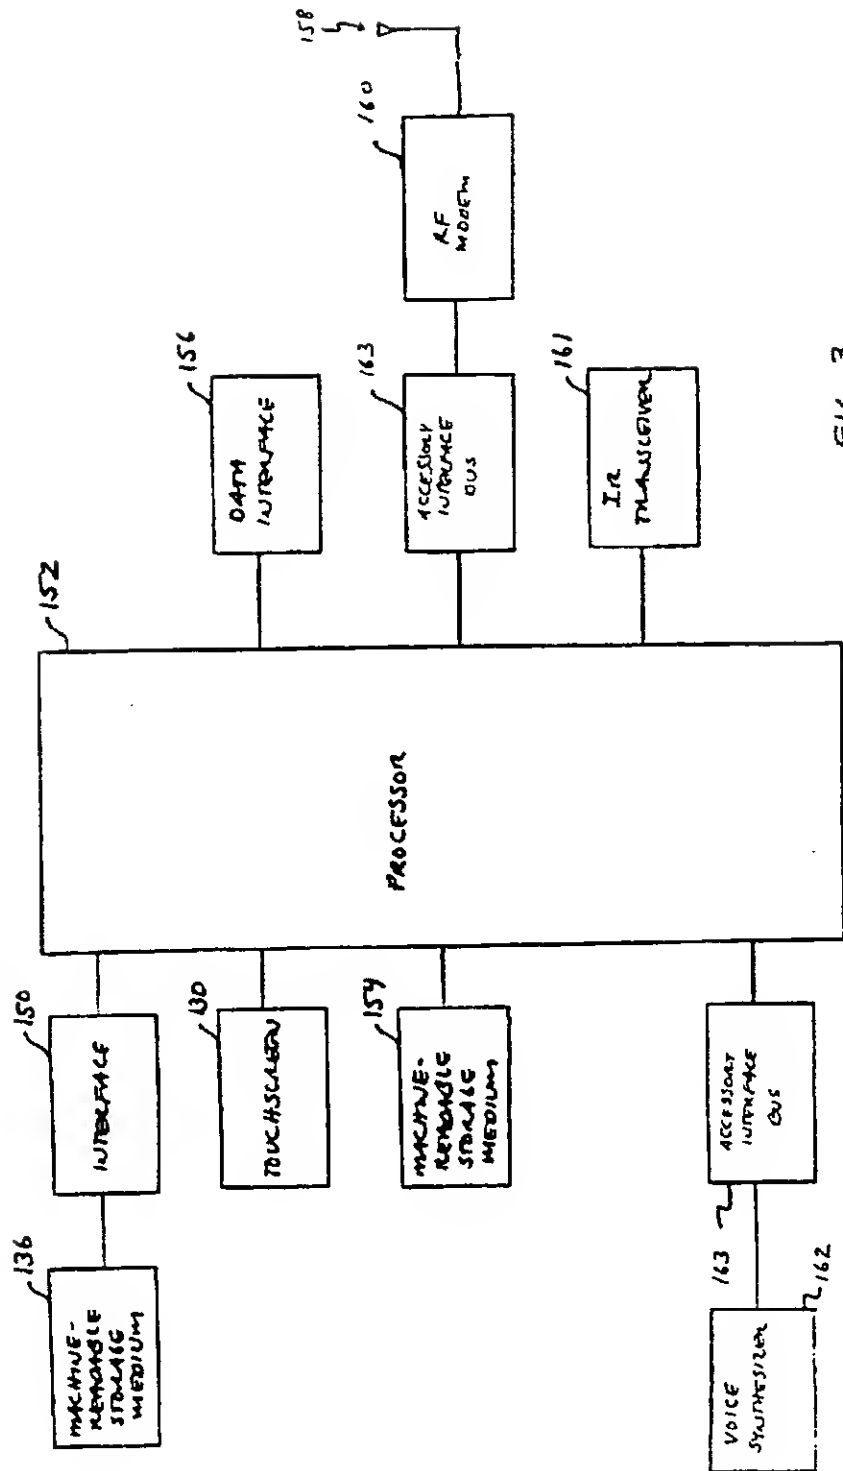 136
MACHINE-
READABLE
STORAGE
MEDIUM
150
INTERFACE
130
TOUCHSCREEN
154
MACHINE-
READABLE
STORAGE
MEDIUM
163
ACCESSORY
INTERFACE
BUS
162
VOICE
SYNTHESIZER
152
PROCESSOR
156
DATA
INTERFACE
163
ACCESSORY
INTERFACE
BUS
160
RF
MODEM
158
161
IR
TRANSCEIVER